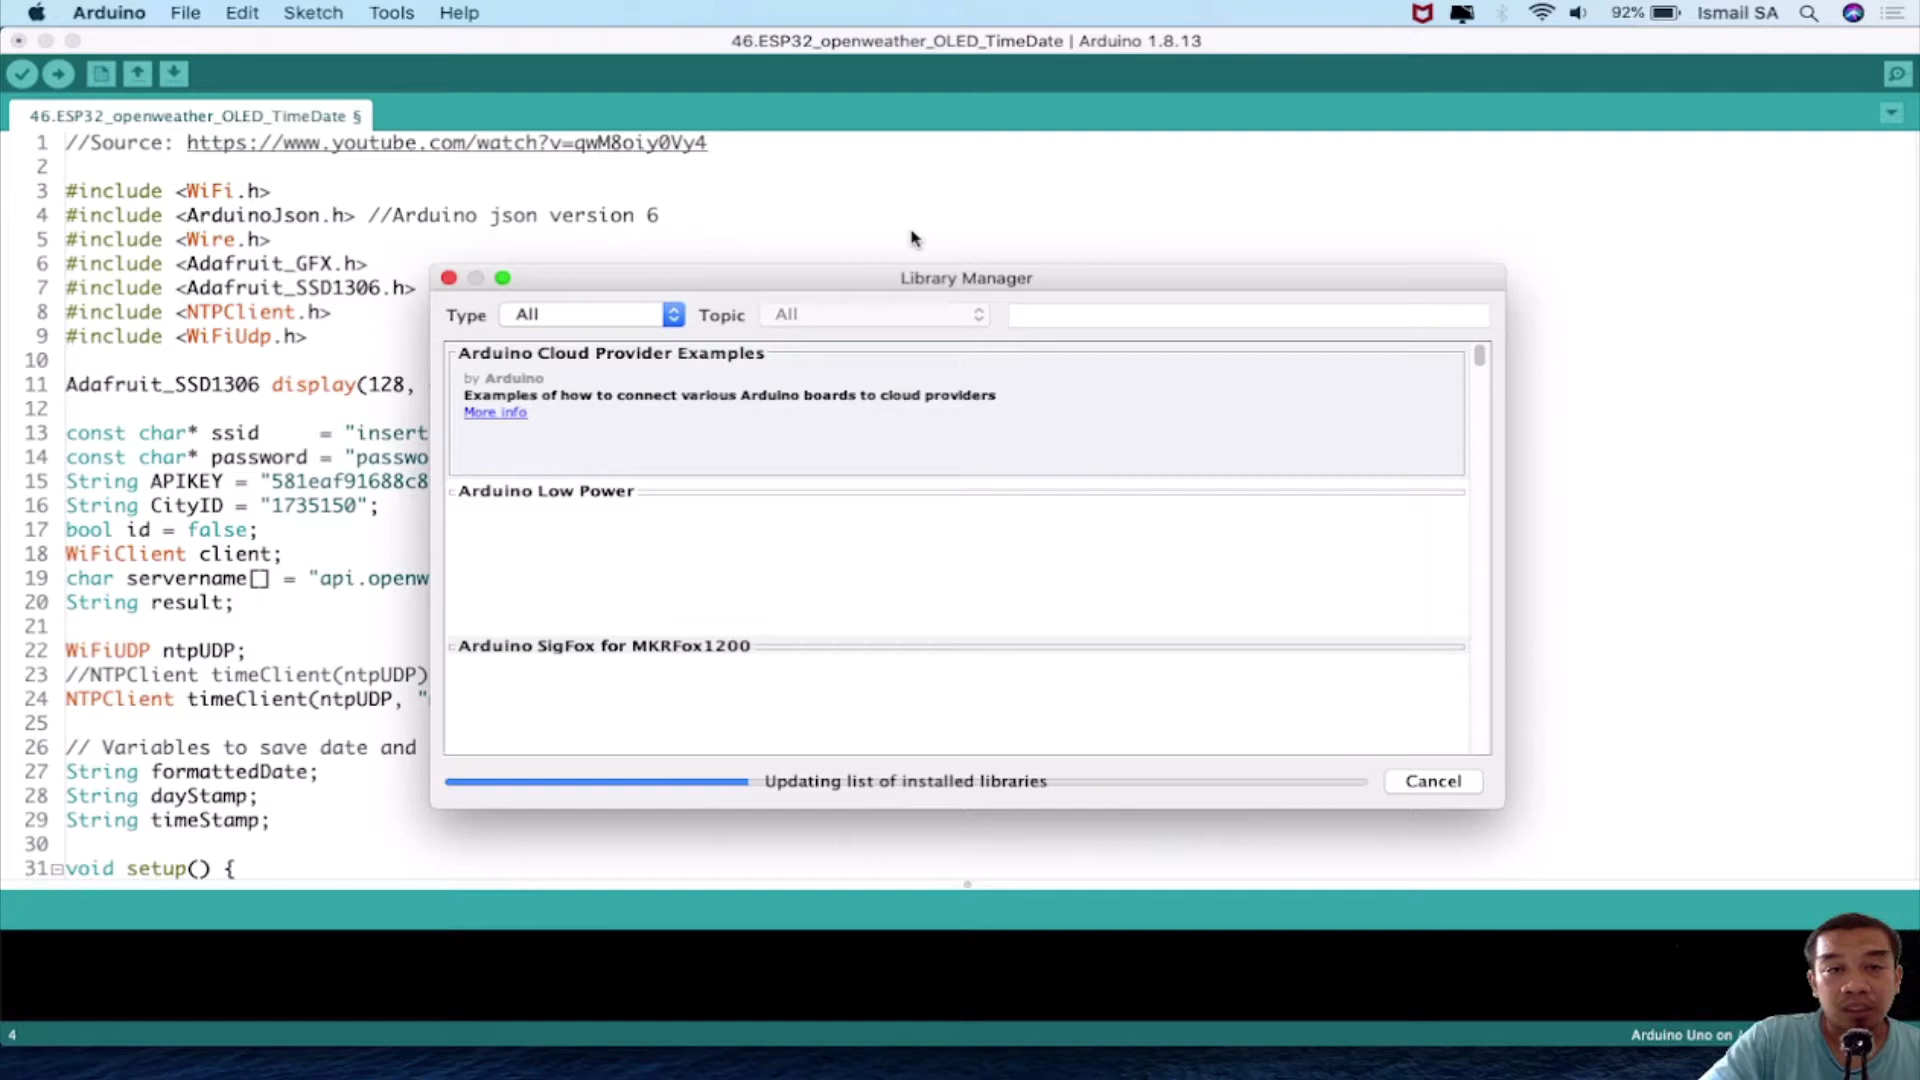 Arduino File Edit Sketch Tools Help 92% Ismail SA
46.ESP32_openweather_OLED_TimeDate | Arduino 1.8.13
46.ESP32_openweather_OLED_TimeDate §
1 //Source: https://www.youtube.com/watch?v=qwM8oiy0Vy4
2
3 #include <WiFi.h>
4 #include <ArduinoJson.h> //Arduino json version 6
5 #include <Wire.h>
6 #include <Adafruit_GFX.h>
7 #include <Adafruit_SSD1306.h>
8 #include <NTPClient.h>
9 #include <WiFiUdp.h>
10
11 Adafruit_SSD1306 display(128,
12
13 const char* ssid = "insert
14 const char* password = "passwo
15 String APIKEY = "581eaf91688c8
16 String CityID = "1735150";
17 bool id = false;
18 WiFiClient client;
19 char servername[] = "api.openw
20 String result;
21
22 WiFiUDP ntpUDP;
23 //NTPClient timeClient(ntpUDP)
24 NTPClient timeClient(ntpUDP, "
25
26 // Variables to save date and
27 String formattedDate;
28 String dayStamp;
29 String timeStamp;
30
31 void setup() {
Library Manager
Type All Topic All
Arduino Cloud Provider Examples
by Arduino
Examples of how to connect various Arduino boards to cloud providers
More info
Arduino Low Power
Arduino SigFox for MKRFox1200
Updating list of installed libraries Cancel
4 Arduino Uno on